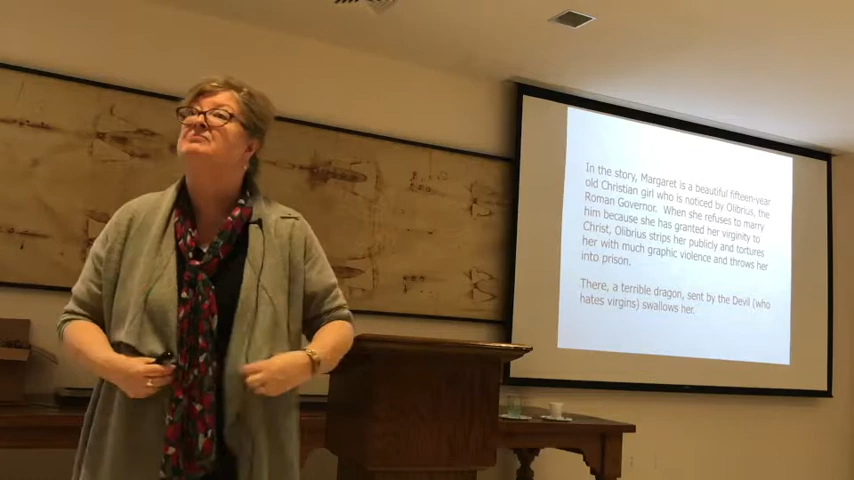 In the story, Margaret is a beautiful fifteen-year
old Christian girl who is noticed by Olibrius, the
Roman Governor. When she refuses to marry
him because she has granted her virginity to
Christ, Olibrius strips her publicly and tortures
her with much graphic violence and throws her
into prison.
There, a terrible dragon, sent by the Devil (who
hates virgins!) swallows her.